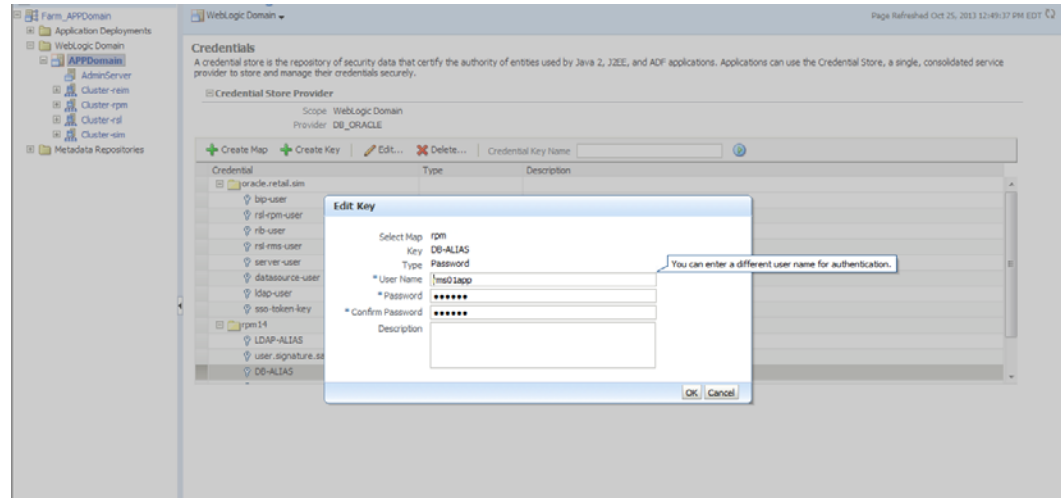 Farm_APPDomain
Application Deployments
WebLogic Domain
APPDomain
AdminServer
Cluster-reim
Cluster-rpm
Cluster-rsl
Cluster-sim
Metadata Repositories
WebLogic Domain
Page Refreshed Oct 25, 2013 12:49:37 PM EDT
Credentials
A credential store is the repository of security data that certify the authority of entities used by Java 2, J2EE, and ADF applications. Applications can use the Credential Store, a single, consolidated service
provider to store and manage their credentials securely.
Credential Store Provider
Scope WebLogic Domain
Provider DB_ORACLE
Create Map Create Key Edit... Delete... Credential Key Name
Credential Type Description
oracle.retail.sim
bip-user
rsl-rpm-user
rib-user
rsl-rms-user
server-user
datasource-user
ldap-user
sso-token-key
rpm14
LDAP-ALIAS
user.signature.sa
DB-ALIAS
Edit Key
Select Map rpm
Key DB-ALIAS
Type Password
* User Name ms01app
* Password ••••••
* Confirm Password ••••••
Description
You can enter a different user name for authentication.
OK Cancel